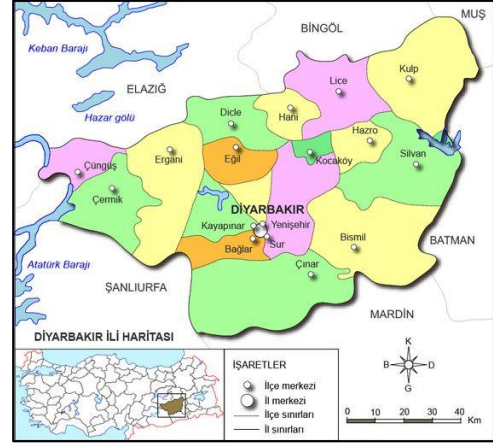 MUŞ
BİNGÖL
Keban Barajı
ELAZIĞ
Kulp
Lice
Hazar gölü
Dicle
Hani
Hazro
Ergani
Eğil
Kocaköy
Silvan
Çüngüş
Çermik
DİYARBAKIR
Kayapınar
Yenişehir
Bağlar
Sur
Bismil
BATMAN
Atatürk Barajı
Çınar
ŞANLIURFA
MARDİN
DİYARBAKIR İLİ HARİTASI
İŞARETLER
İlçe merkezi
İl merkezi
İlçe sınırları
İl sınırları
K
B D
G
0 10 20 30 40
Km